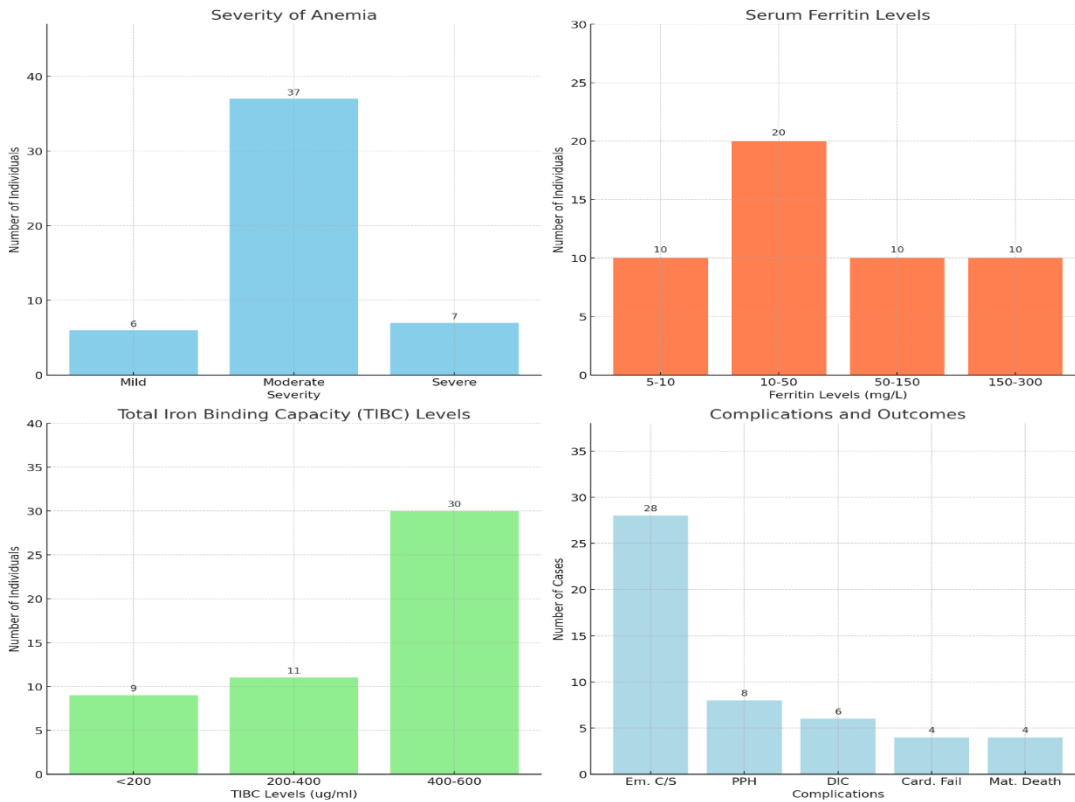 Severity of Anemia
Number of Individuals
40
30
20
10
0
6
37
7
Mild Moderate Severe
Severity
Serum Ferritin Levels
Number of Individuals
30
25
20
15
10
5
0
10
20
10
10
5-10 10-50 50-150 150-300
Ferritin Levels (mg/L)
Total Iron Binding Capacity (TIBC) Levels
Number of Individuals
40
35
30
25
20
15
10
5
0
9
11
30
<200 200-400 400-600
TIBC Levels (ug/ml)
Complications and Outcomes
Number of Cases
35
30
25
20
15
10
5
0
28
8
6
4
4
Em. C/S PPH DIC Card. Fail Mat. Death
Complications